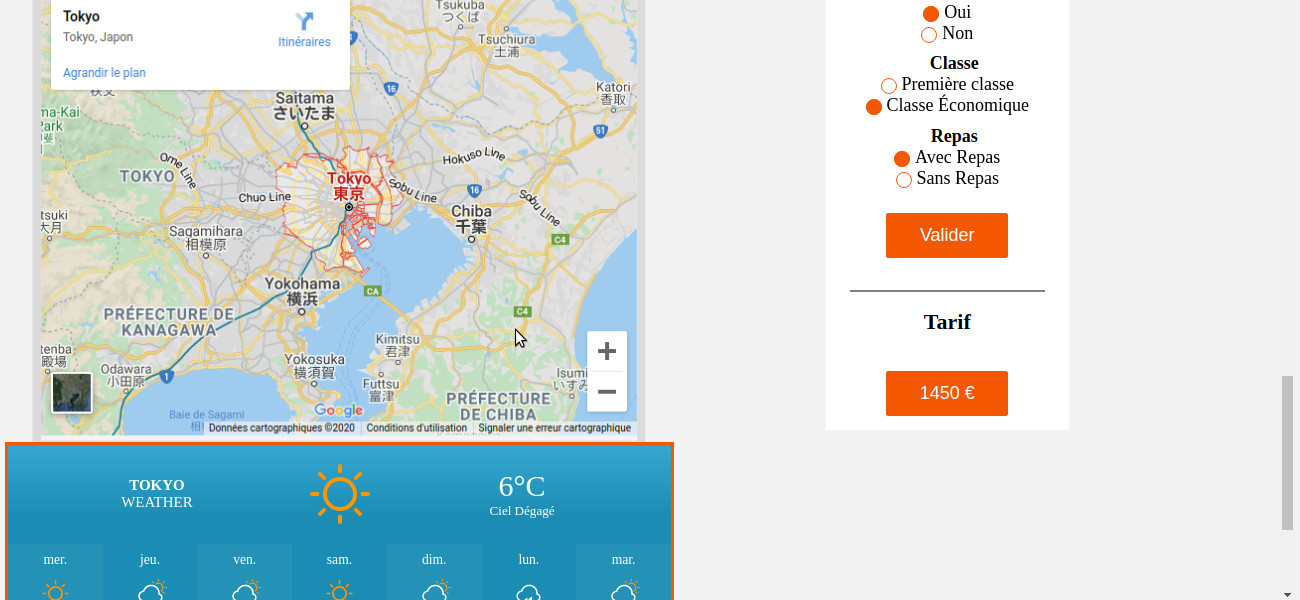 Tokyo
Tokyo, Japon
Itinéraires
Agrandir le plan
Tsukuba
つくば
Tsuchiura
土浦
16
Katori
香取
Saitama
さいたま
51
Ome Line
Hokuso Line
TOKYO
Tokyo
東京
Sobu Line
16
Sobu Line
Chuo Line
Chiba
千葉
Sagamihara
相模原
C4
Yokohama
横浜
CA
C4
PRÉFECTURE DE
KANAGAWA
Kimitsu
君津
Yokosuka
横須賀
Odawara
小田原
1
Futtsu
富津
PRÉFECTURE
DE CHIBA
Baie de Sagami
Google
Données cartographiques ©2020
Conditions d'utilisation
Signaler une erreur cartographique
TOKYO
WEATHER
6°C
Ciel Dégagé
mer.
jeu.
ven.
sam.
dim.
lun.
mar.
Oui
Non
Classe
Première classe
Classe Économique
Repas
Avec Repas
Sans Repas
Valider
Tarif
1450 €